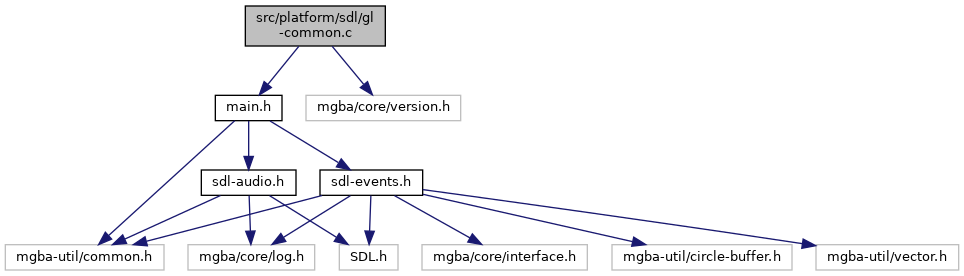 src/platform/sdl/gl
-common.c
main.h
mgba/core/version.h
sdl-audio.h
sdl-events.h
mgba-util/common.h
mgba/core/log.h
SDL.h
mgba/core/interface.h
mgba-util/circle-buffer.h
mgba-util/vector.h